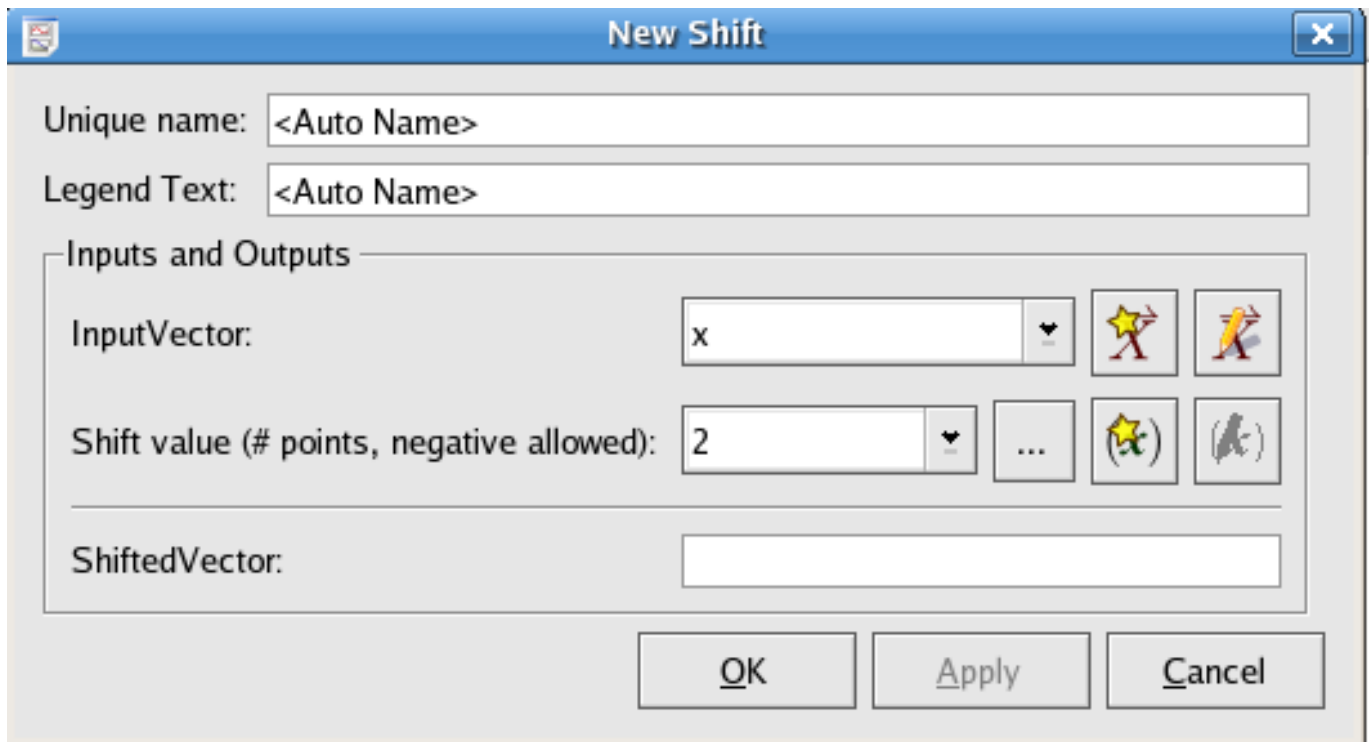 New Shift
Unique name: <Auto Name>
Legend Text: <Auto Name>
Inputs and Outputs
InputVector: x
Shift value (# points, negative allowed): 2 ...
ShiftedVector:
OK Apply Cancel